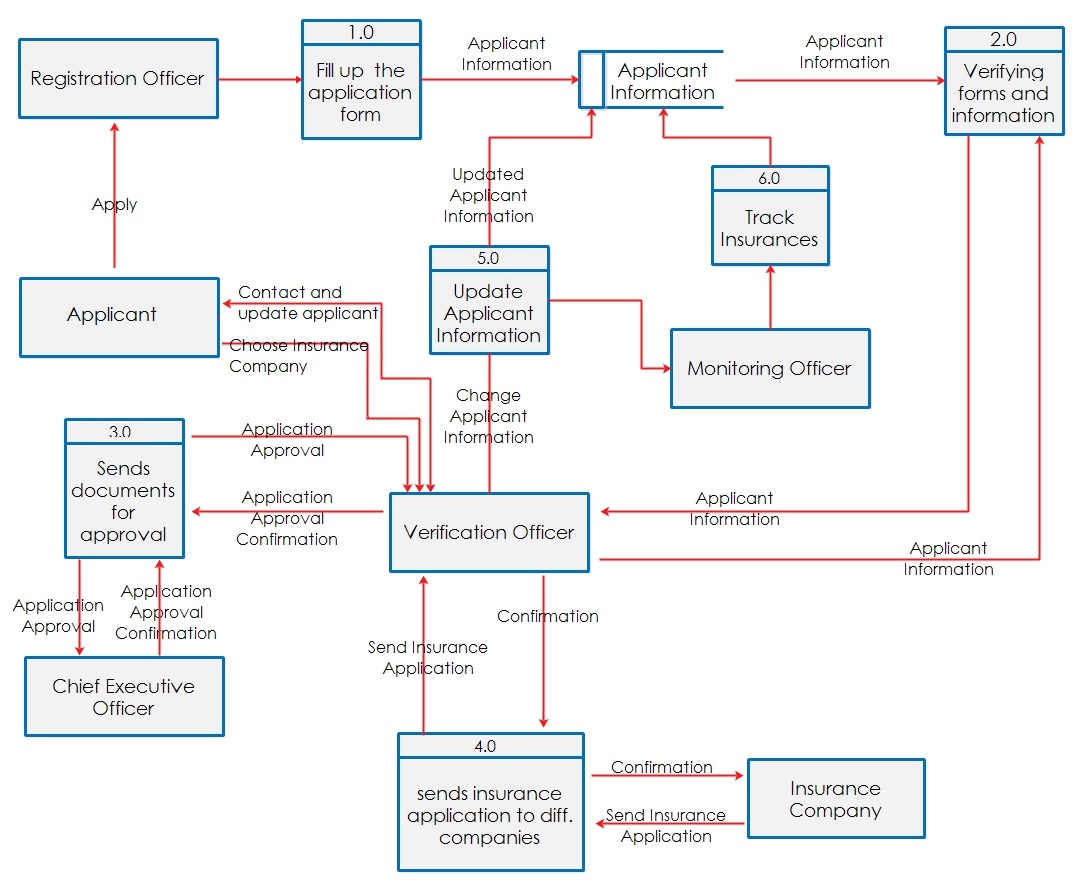 1.0
Fill up the
application
form
Registration Officer
Applicant
Information
Applicant
Information
Applicant
Information
2.0
Verifying
forms and
information
Apply
Updated
Applicant
Information
6.0
Track
Insurances
5.0
Update
Applicant
Information
Applicant
Contact and
update applicant
Choose Insurance
Company
Monitoring Officer
Change
Applicant
Information
3.0
Sends
documents
for
approval
Application
Approval
Application
Approval
Confirmation
Verification Officer
Applicant
Information
Applicant
Information
Application
Approval
Application
Approval
Confirmation
Confirmation
Send Insurance
Application
Chief Executive
Officer
4.0
sends insurance
application to diff.
companies
Confirmation
Send Insurance
Application
Insurance
Company